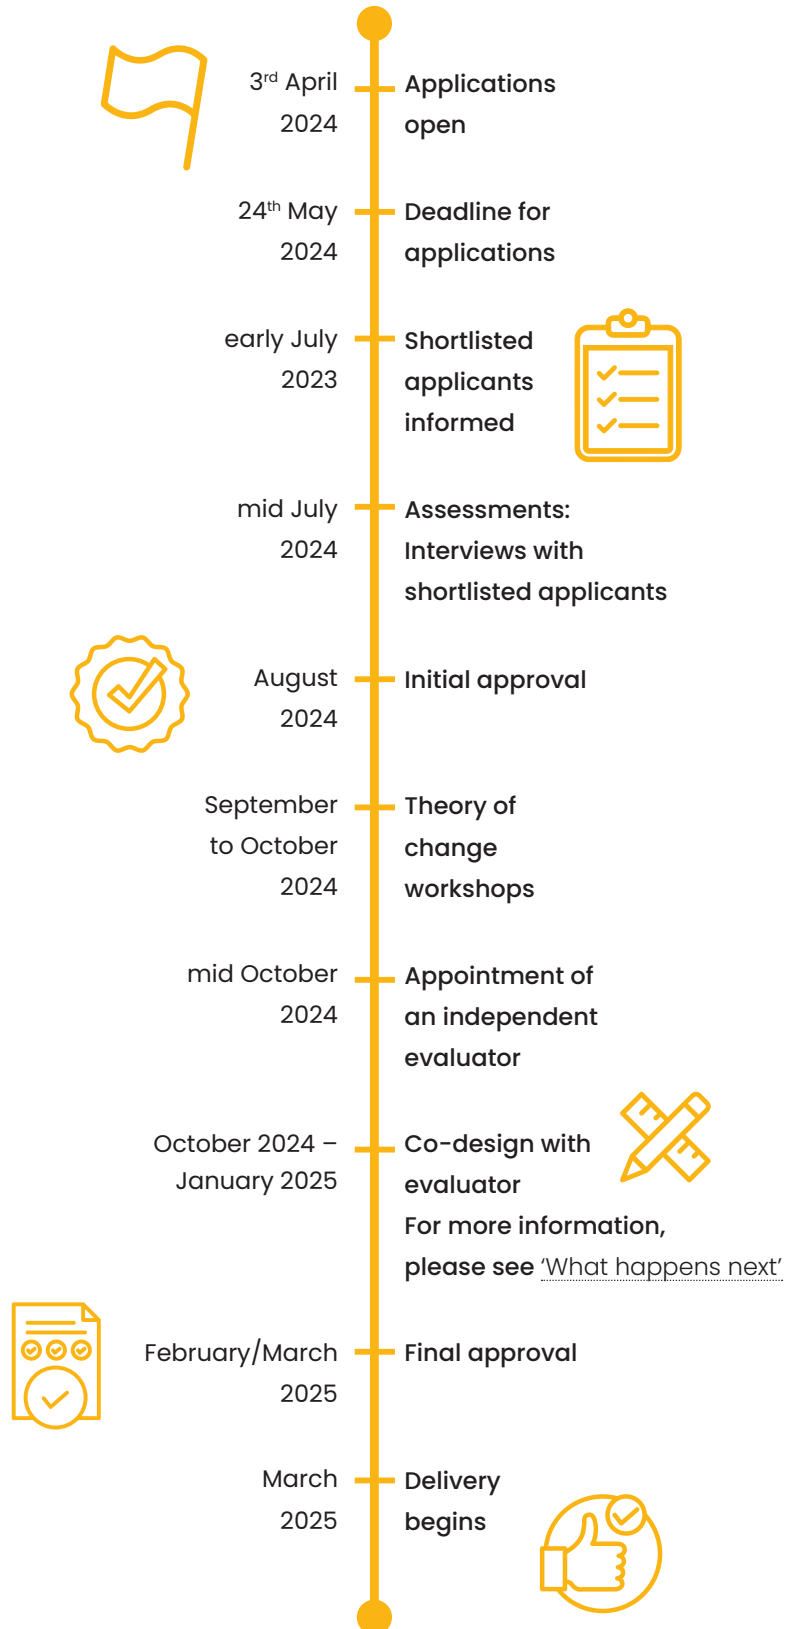 3rd April
2024
Applications
open
24th May
2024
Deadline for
applications
early July
2023
Shortlisted
applicants
informed
mid July
2024
Assessments:
Interviews with
shortlisted applicants
August
2024
Initial approval
September
to October
2024
Theory of
change
workshops
mid October
2024
Appointment of
an independent
evaluator
October 2024 –
January 2025
Co-design with
evaluator
For more information,
please see ‘What happens next’
February/March
2025
Final approval
March
2025
Delivery
begins